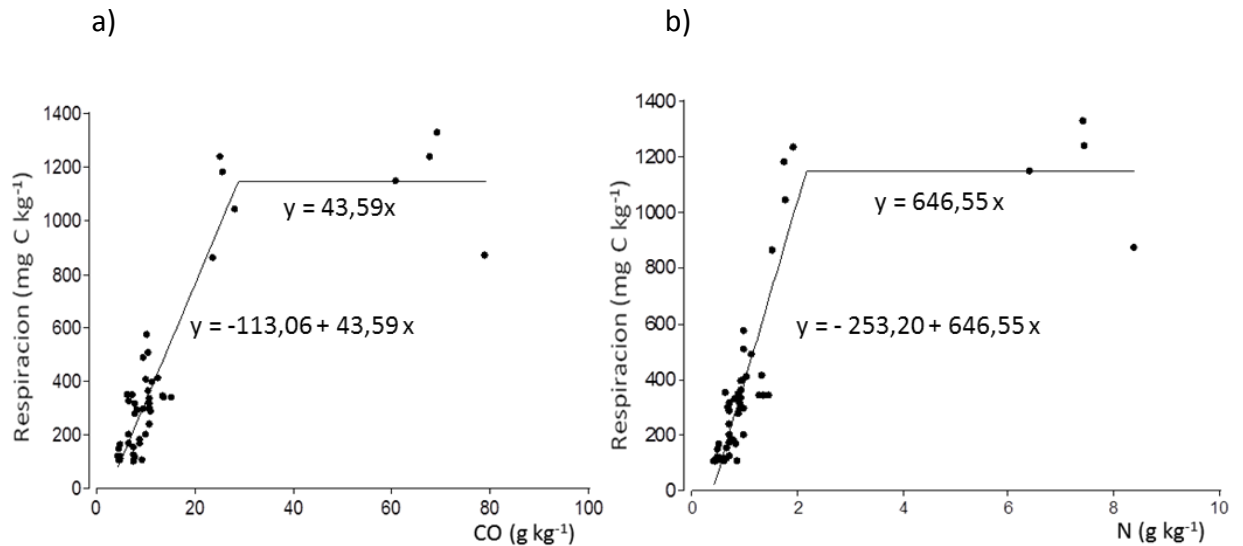 a)
1400
1200
1000
800
600
400
200
0
Respiracion (mg C kg⁻¹)
y = 43,59x
y = -113,06 + 43,59 x
0 20 40 60 80 100
CO (g kg⁻¹)
b)
1400
1200
1000
800
600
400
200
0
Respiracion (mg C kg⁻¹)
y = 646,55 x
y = - 253,20 + 646,55 x
0 2 4 6 8 10
N (g kg⁻¹)